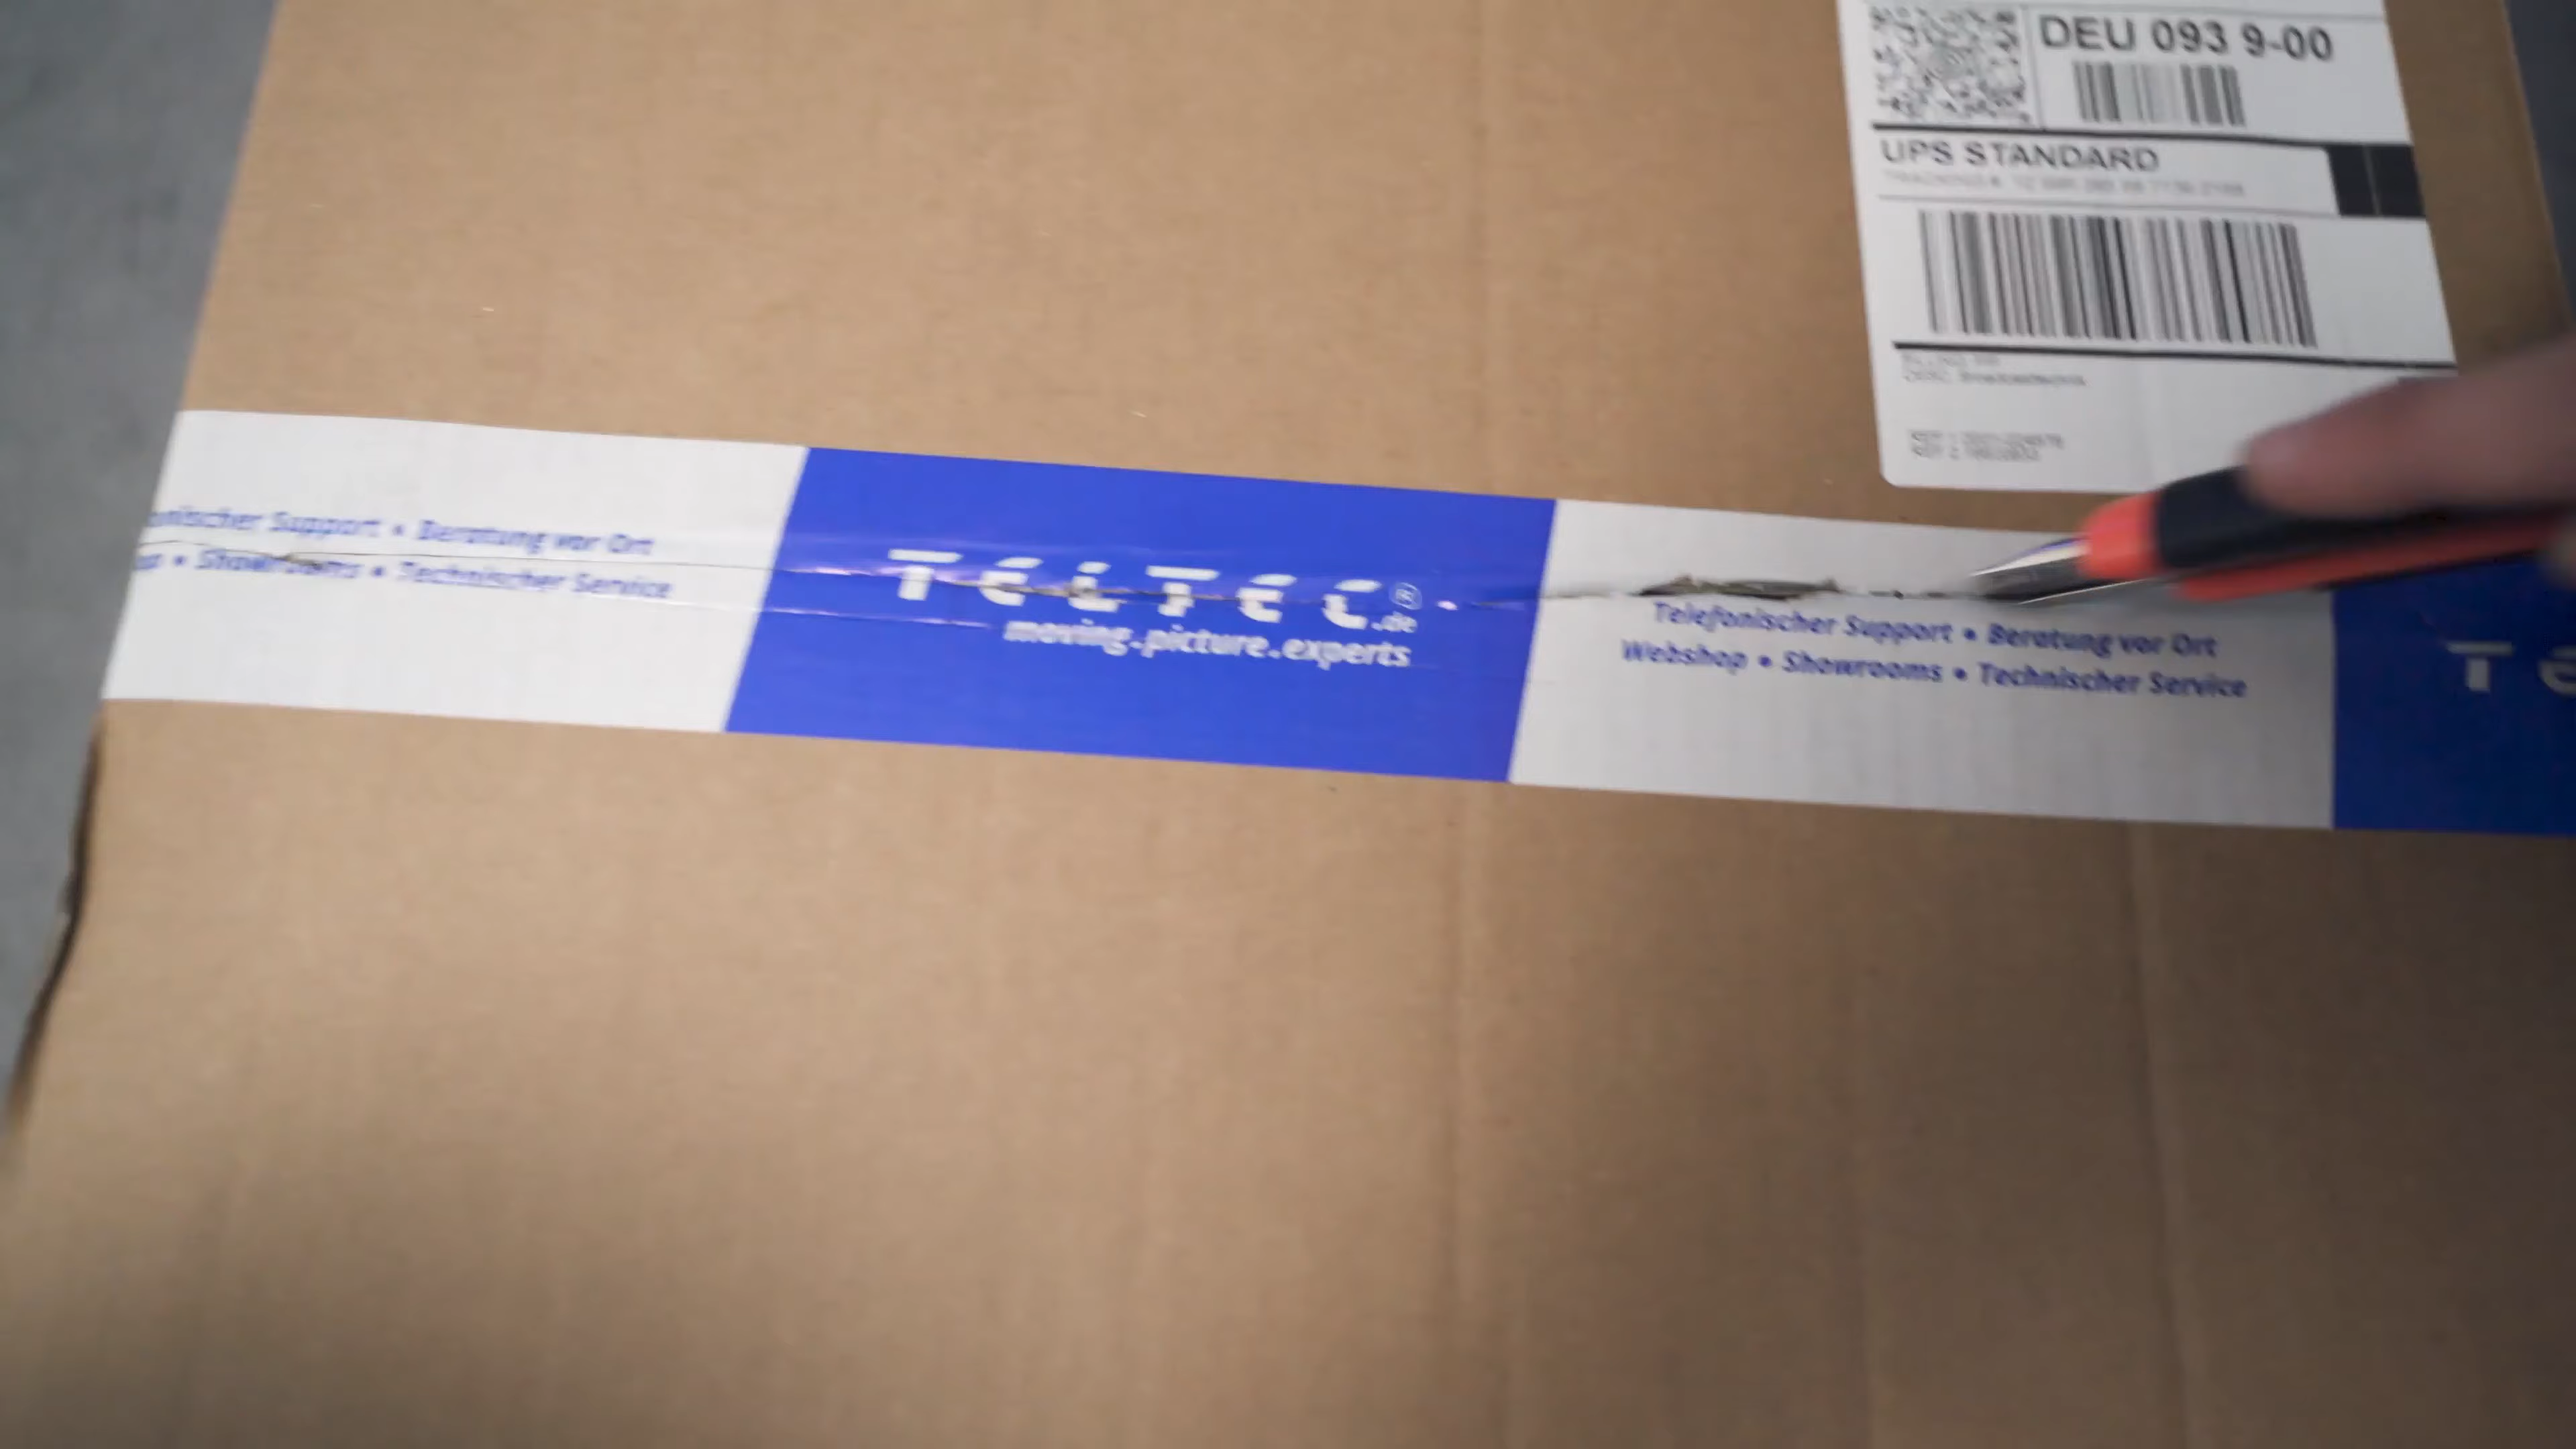 DEU 093 9-00
UPS STANDARD
Support • Beratung vor Ort
• Showrooms • Technischer Service
TELTEC®
.de
moving.picture.experts
Telefonischer Support • Beratung vor Ort
Webshop • Showrooms • Technischer Service